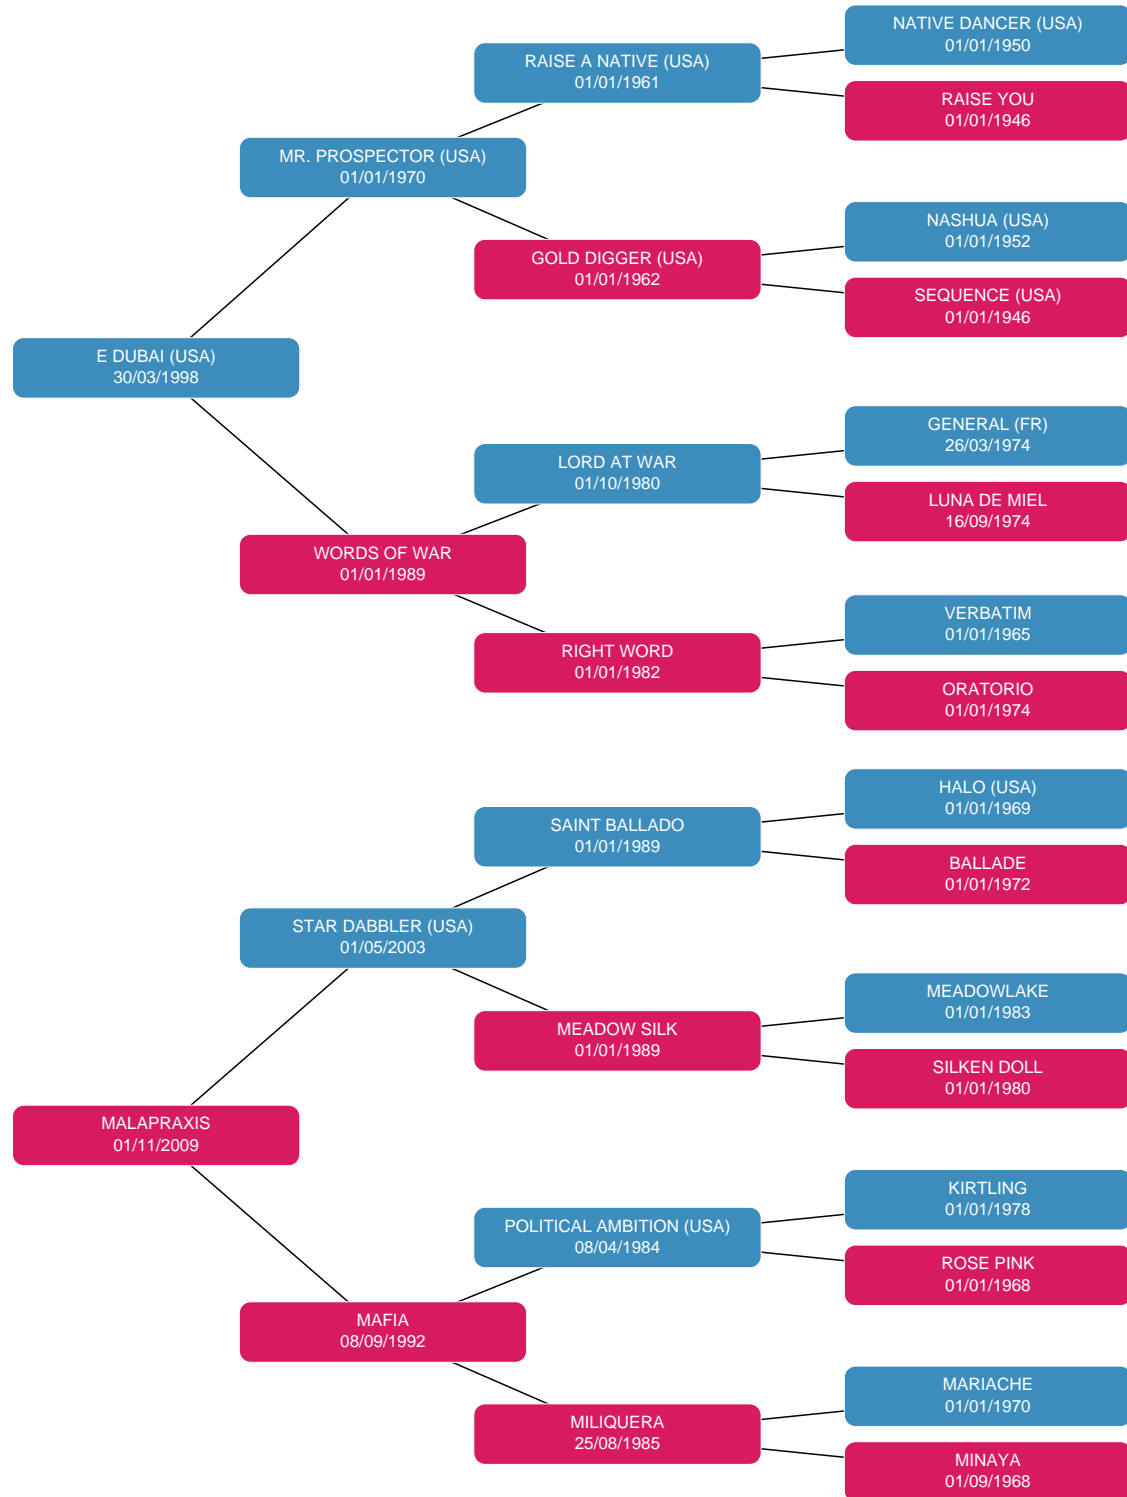 NATIVE DANCER (USA)
01/01/1950
RAISE A NATIVE (USA)
01/01/1961
RAISE YOU
01/01/1946
MR. PROSPECTOR (USA)
01/01/1970
NASHUA (USA)
01/01/1952
GOLD DIGGER (USA)
01/01/1962
SEQUENCE (USA)
01/01/1946
E DUBAI (USA)
30/03/1998
GENERAL (FR)
26/03/1974
LORD AT WAR
01/10/1980
LUNA DE MIEL
16/09/1974
WORDS OF WAR
01/01/1989
VERBATIM
01/01/1965
RIGHT WORD
01/01/1982
ORATORIO
01/01/1974
HALO (USA)
01/01/1969
SAINT BALLADO
01/01/1989
BALLADE
01/01/1972
STAR DABBLER (USA)
01/05/2003
MEADOWLAKE
01/01/1983
MEADOW SILK
01/01/1989
SILKEN DOLL
01/01/1980
MALAPRAXIS
01/11/2009
KIRTLING
01/01/1978
POLITICAL AMBITION (USA)
08/04/1984
ROSE PINK
01/01/1968
MAFIA
08/09/1992
MARIACHE
01/01/1970
MILIQUERA
25/08/1985
MINAYA
01/09/1968